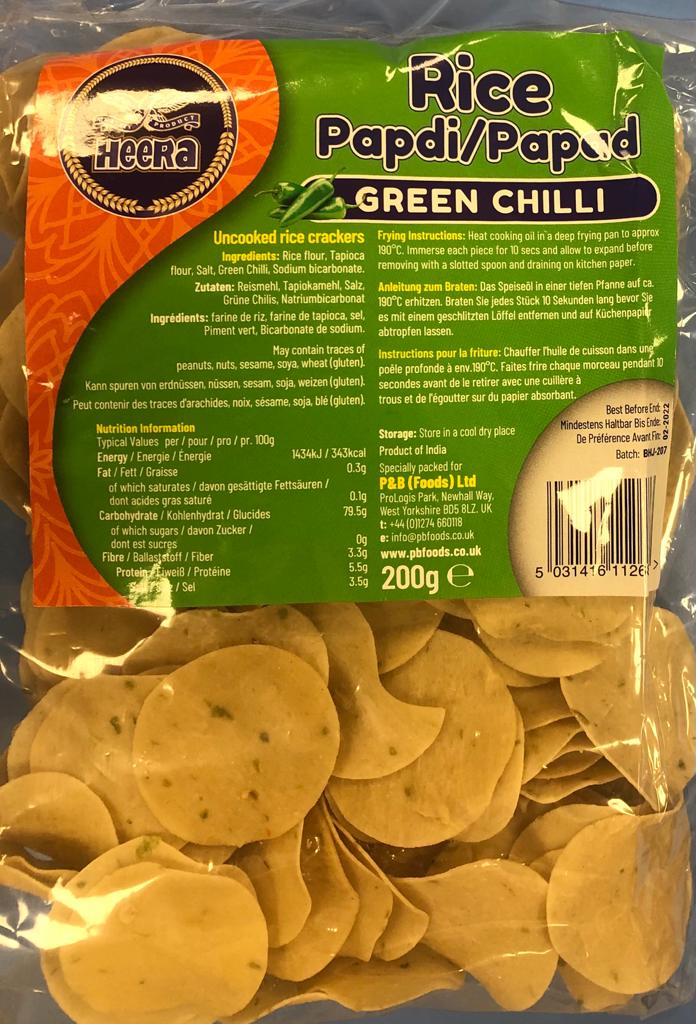 PRODUCT
HEERA
Rice
Papdi/Papad
GREEN CHILLI
Uncooked rice crackers
Ingredients: Rice flour, Tapioca
flour, Salt, Green Chilli, Sodium bicarbonate.
Zutaten: Reismehl, Tapiokamehl, Salz,
Grüne Chilis, Natriumbicarbonat
Ingrédients: farine de riz, farine de tapioca, sel,
Piment vert, Bicarbonate de sodium.
May contain traces of
peanuts, nuts, sesame, soya, wheat (gluten).
Kann spuren von erdnüssen, nüssen, sesam, soja, weizen (gluten).
Peut contenir des traces d'arachides, noix, sésame, soja, blé (gluten).
Nutrition Information
Typical Values per / pour / pro / pr. 100g
Energy / Energie / Énergie 1434kJ / 343kcal
Fat / Fett / Graisse 0.3g
of which saturates / davon gesättigte Fettsäuren /
dont acides gras saturé 0.1g
Carbohydrate / Kohlenhydrat / Glucides 79.5g
of which sugars / davon Zucker /
dont est sucres 0g
Fibre / Ballaststoff / Fiber 3.3g
Protein / Eiweiß / Protéine 5.5g
/ Sel 3.5g
Frying Instructions: Heat cooking oil in a deep frying pan to approx
190°C. Immerse each piece for 10 secs and allow to expand before
removing with a slotted spoon and draining on kitchen paper.
Anleitung zum Braten: Das Speiseöl in einer tiefen Pfanne auf ca.
190°C erhitzen. Braten Sie jedes Stück 10 Sekunden lang bevor Sie
es mit einem geschlitzten Löffel entfernen und auf Küchenpapier
abtropfen lassen.
Instructions pour la friture: Chauffer l'huile de cuisson dans une
poêle profonde à env.190°C. Faites frire chaque morceau pendant 10
secondes avant de le retirer avec une cuillère à
trous et de l'égoutter sur du papier absorbant.
Storage: Store in a cool dry place
Product of India
Specially packed for
P&B (Foods) Ltd
ProLogis Park, Newhall Way,
West Yorkshire BD5 8LZ. UK
t: +44 (0)1274 660118
e: info@pbfoods.co.uk
www.pbfoods.co.uk
200g ℮
Best Before End:
Mindestens Haltbar Bis Ende:
De Préférence Avant Fin:
02-2022
Batch: BHJ-207
5 031416 1126 >